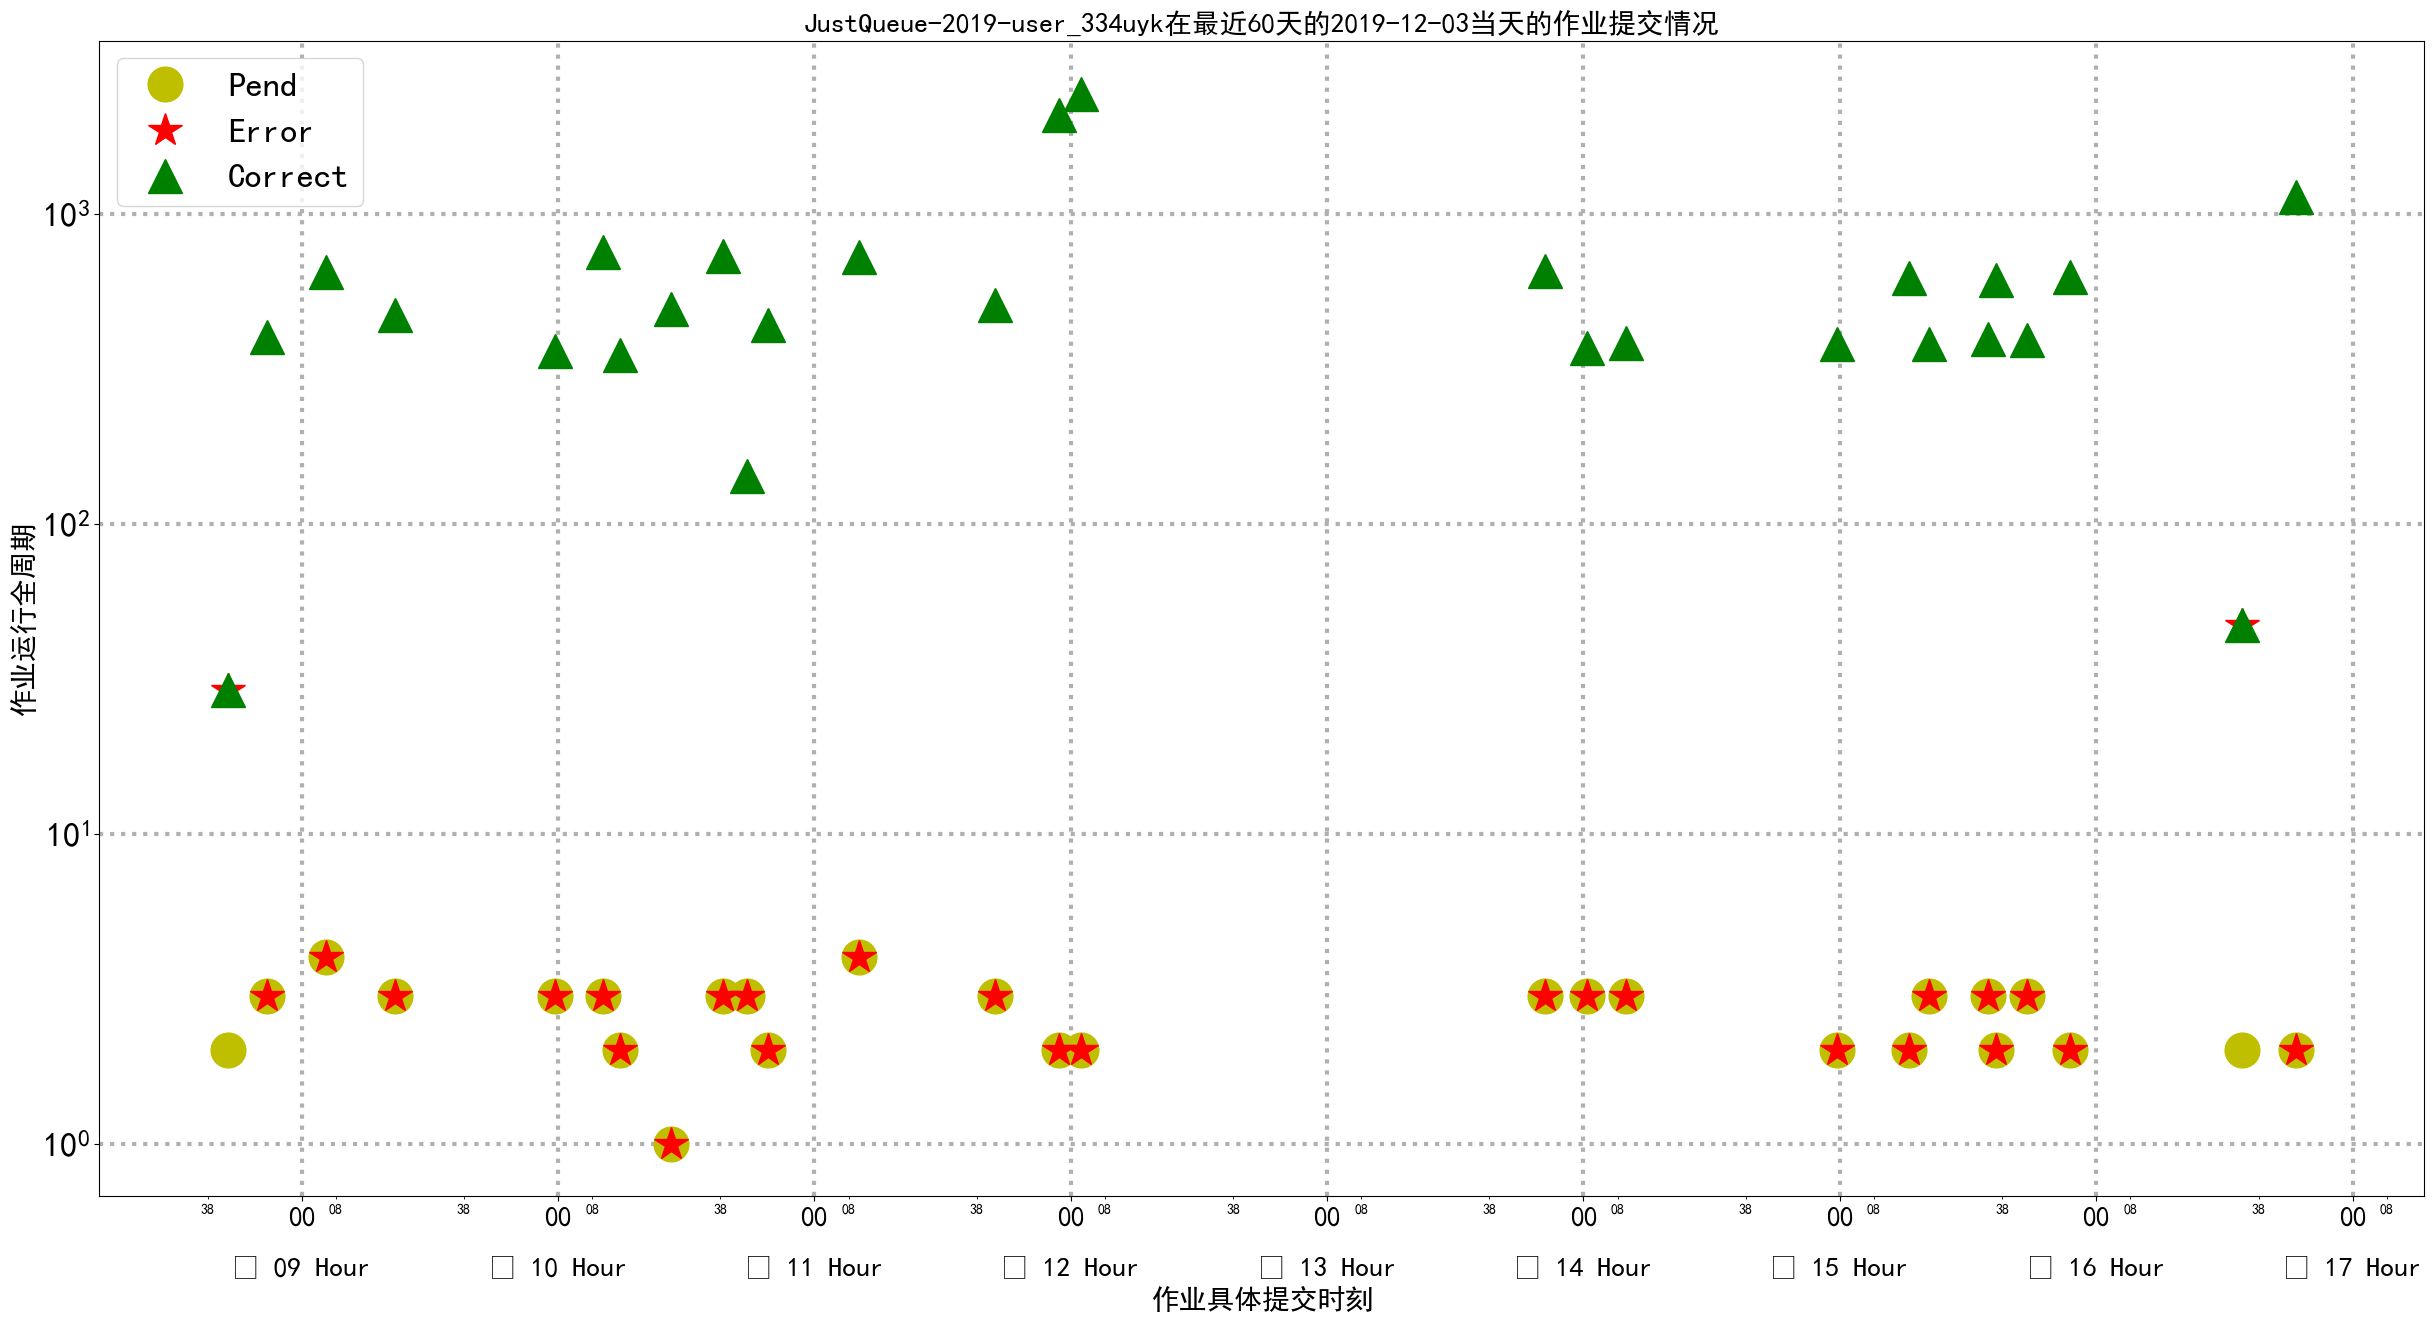 JustQueue-2019-user_334uyk在最近60天的2019-12-03当天的作业提交情况
Pend
Error
Correct
10³
10²
10¹
10⁰
作业运行全周期
38 00 08 38 00 08 38 00 08 38 00 08 38 00 08 38 00 08 38 00 08 38 00 08 38 00 08
□ 09 Hour □ 10 Hour □ 11 Hour □ 12 Hour □ 13 Hour □ 14 Hour □ 15 Hour □ 16 Hour □ 17 Hour
作业具体提交时刻